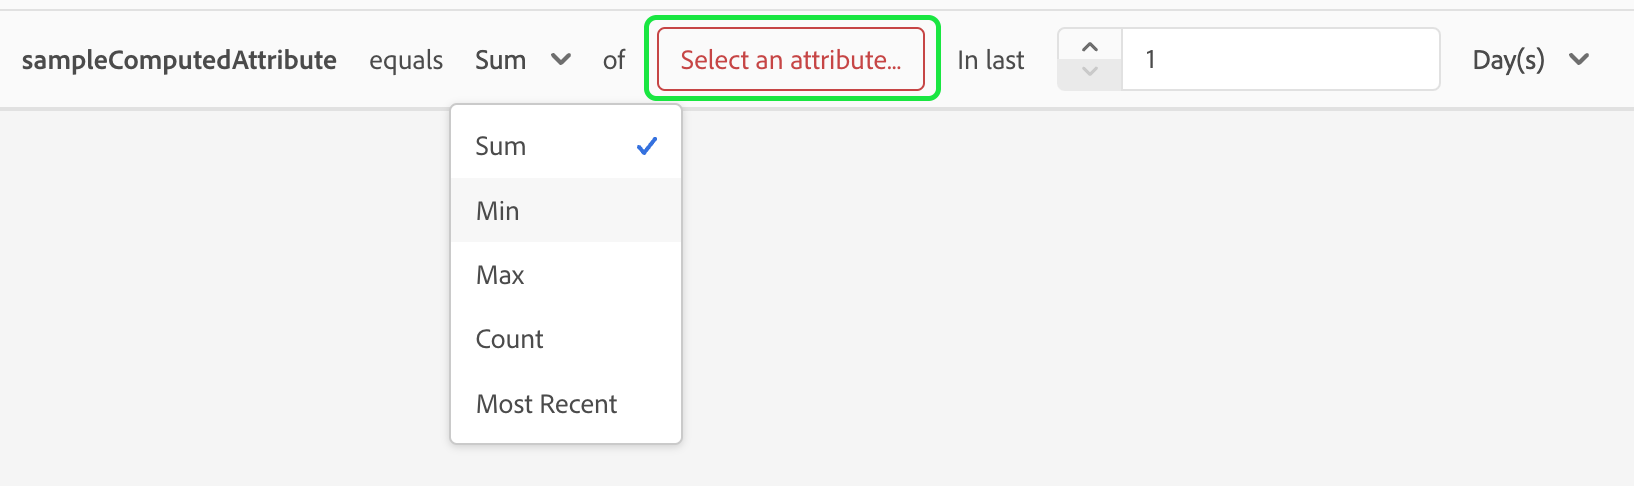 sampleComputedAttribute equals Sum of Select an attribute... In last 1 Day(s)
Sum
Min
Max
Count
Most Recent